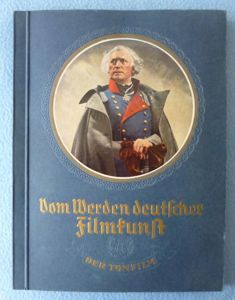 Vom Werden deutscher
Filmkunst
DER TONFILM